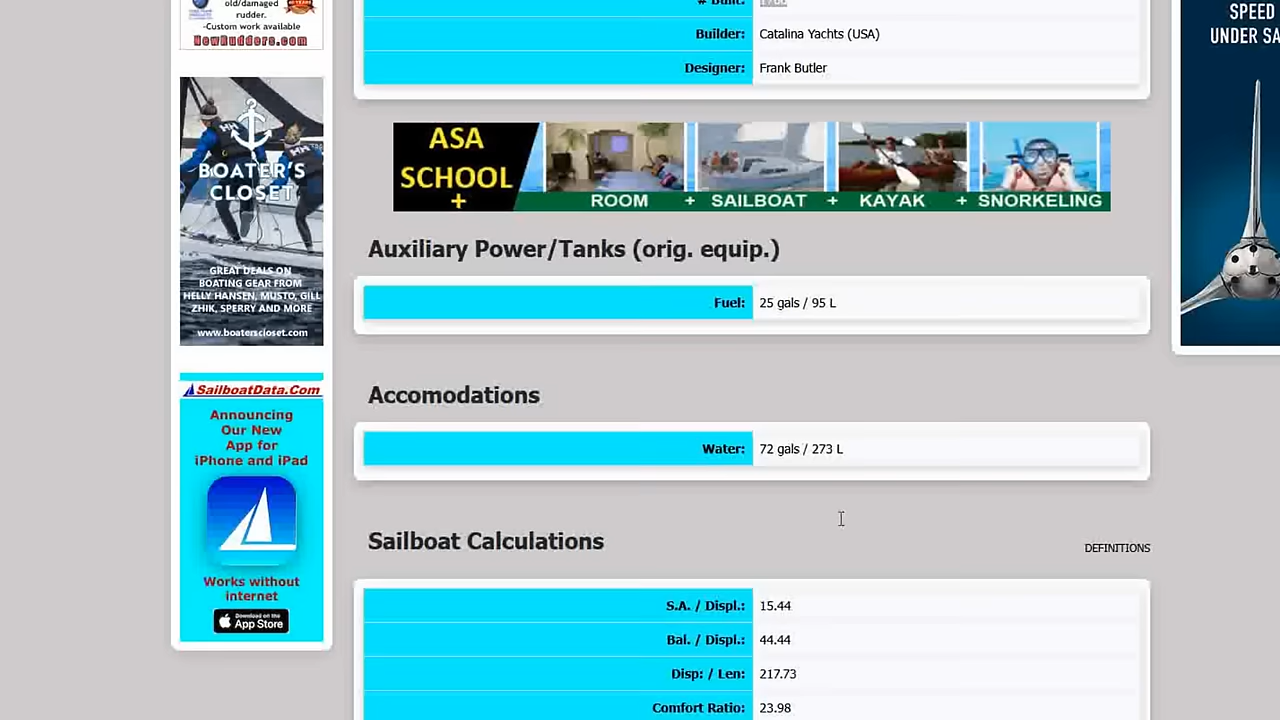 old/damaged
rudder.
-Custom work available
NewRudders.com
BOATER'S
CLOSET
GREAT DEALS ON
BOATING GEAR FROM
HELLY HANSEN, MUSTO, GILL
ZHIK, SPERRY AND MORE
www.boaterscloset.com
SailboatData.Com
Announcing
Our New
App for
iPhone and iPad
Works without
internet
Download on the
App Store
# Built:
Builder: Catalina Yachts (USA)
Designer: Frank Butler
ASA
SCHOOL
+
ROOM + SAILBOAT + KAYAK + SNORKELING
Auxiliary Power/Tanks (orig. equip.)
Fuel: 25 gals / 95 L
Accomodations
Water: 72 gals / 273 L
Sailboat Calculations
DEFINITIONS
S.A. / Displ.: 15.44
Bal. / Displ.: 44.44
Disp: / Len: 217.73
Comfort Ratio: 23.98
SPEED
UNDER SA